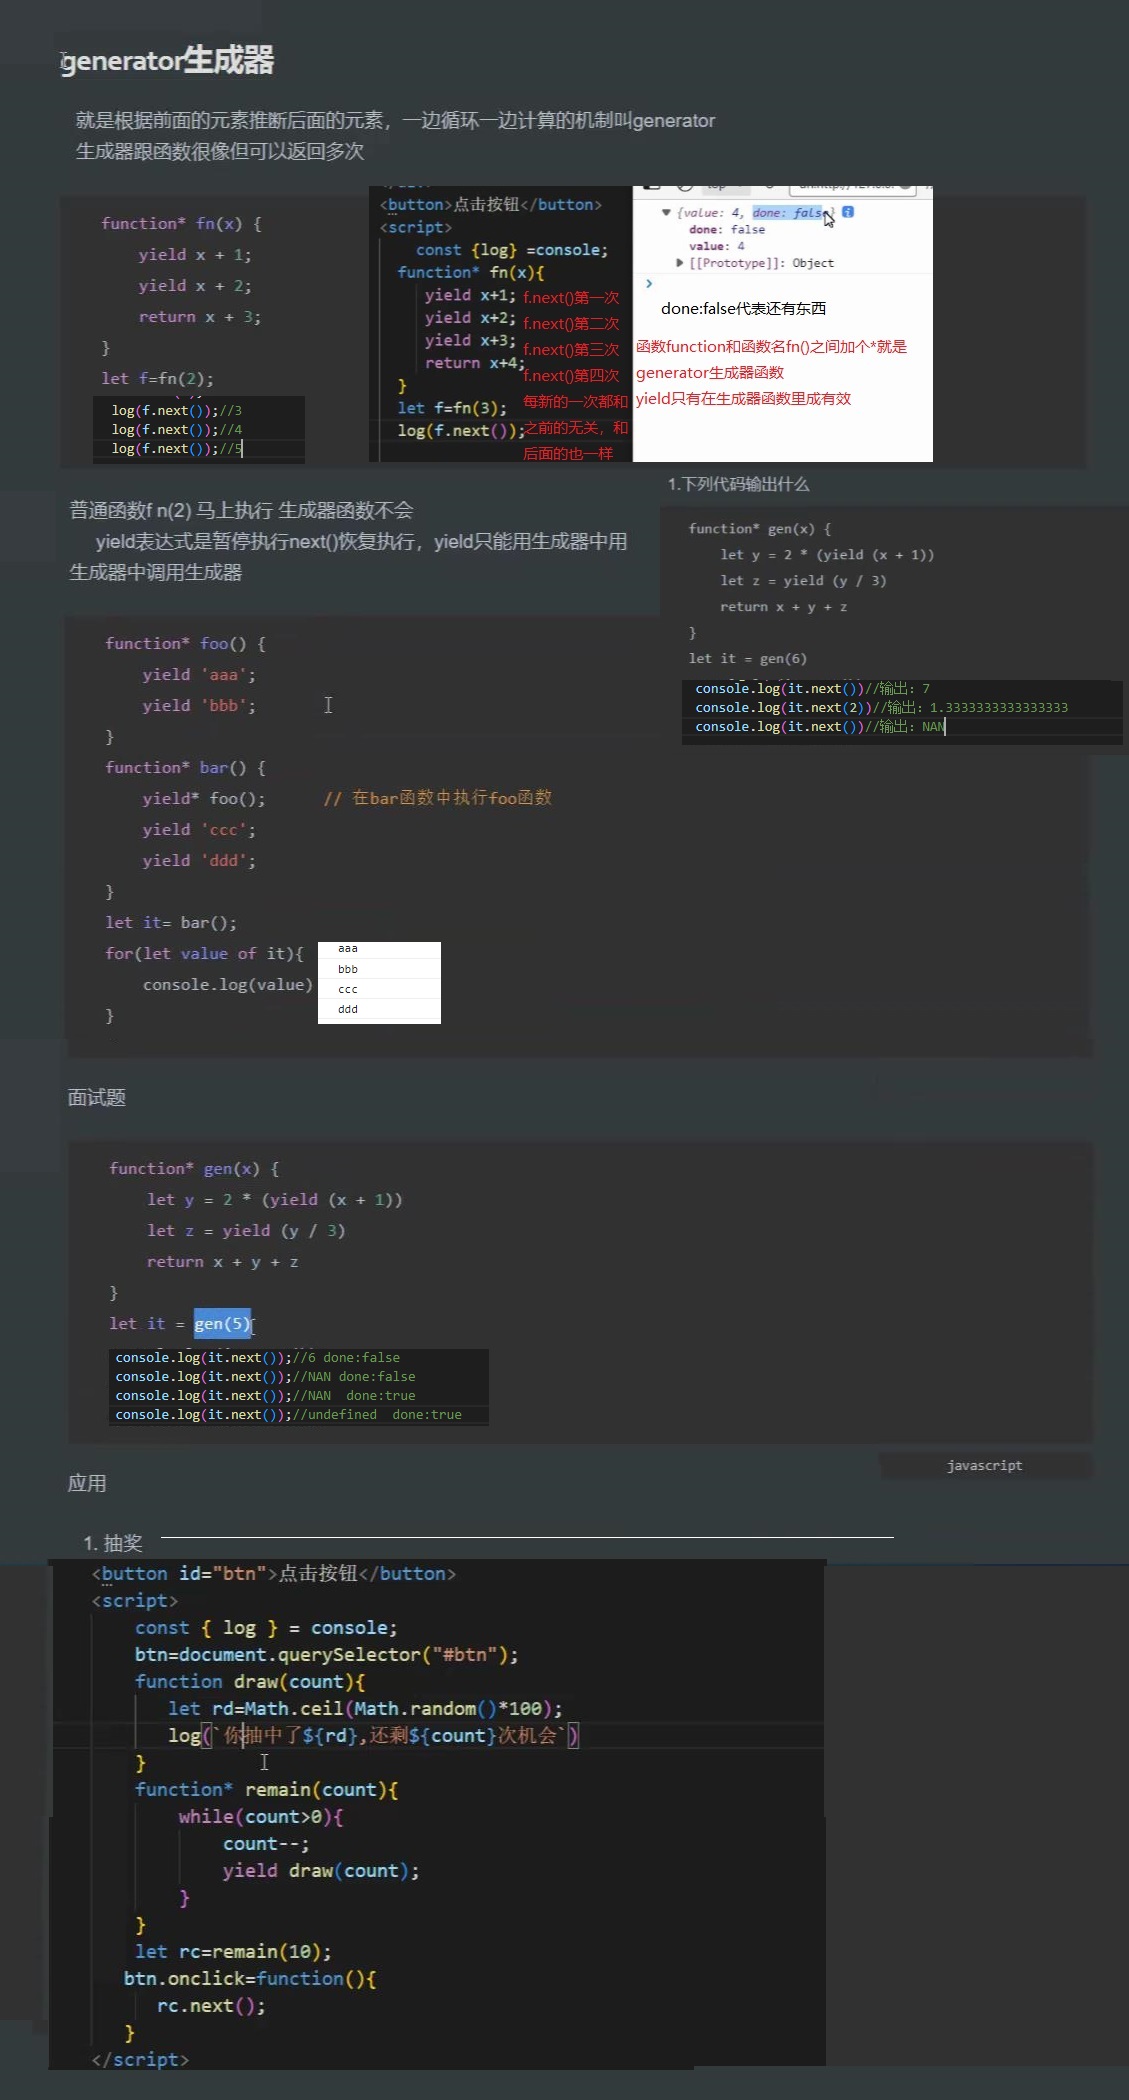 generator生成器
就是根据前面的元素推断后面的元素，一边循环一边计算的机制叫generator
生成器跟函数很像但可以返回多次
function* fn(x) {
yield x + 1;
yield x + 2;
return x + 3;
}
let f=fn(2);
log(f.next());//3
log(f.next());//4
log(f.next());//5
<button>点击按钮</button>
<script>
const {log} =console;
function* fn(x){
yield x+1; f.next()第一次
yield x+2; f.next()第二次
yield x+3; f.next()第三次
return x+4; f.next()第四次
}
每新的一次都和
let f=fn(3);
之前的无关，和
log(f.next());
后面的也一样
{value: 4, done: false}
done: false
value: 4
[[Prototype]]: Object
done:false代表还有东西
函数function和函数名fn()之间加个*就是
generator生成器函数
yield只有在生成器函数里成有效
普通函数f n(2) 马上执行 生成器函数不会
yield表达式是暂停执行next()恢复执行，yield只能用生成器中用
生成器中调用生成器
1.下列代码输出什么
function* gen(x) {
let y = 2 * (yield (x + 1))
let z = yield (y / 3)
return x + y + z
}
let it = gen(6)
console.log(it.next())//输出：7
console.log(it.next(2))//输出：1.3333333333333333
console.log(it.next())//输出：NAN
function* foo() {
yield 'aaa';
yield 'bbb';
}
function* bar() {
yield* foo(); // 在bar函数中执行foo函数
yield 'ccc';
yield 'ddd';
}
let it= bar();
for(let value of it){
console.log(value)
}
aaa
bbb
ccc
ddd
面试题
function* gen(x) {
let y = 2 * (yield (x + 1))
let z = yield (y / 3)
return x + y + z
}
let it = gen(5)
console.log(it.next());//6 done:false
console.log(it.next());//NAN done:false
console.log(it.next());//NAN done:true
console.log(it.next());//undefined done:true
javascript
应用
1. 抽奖
<button id="btn">点击按钮</button>
<script>
const { log } = console;
btn=document.querySelector("#btn");
function draw(count){
let rd=Math.ceil(Math.random()*100);
log(`你抽中了${rd},还剩${count}次机会`)
}
function* remain(count){
while(count>0){
count--;
yield draw(count);
}
}
let rc=remain(10);
btn.onclick=function(){
rc.next();
}
</script>